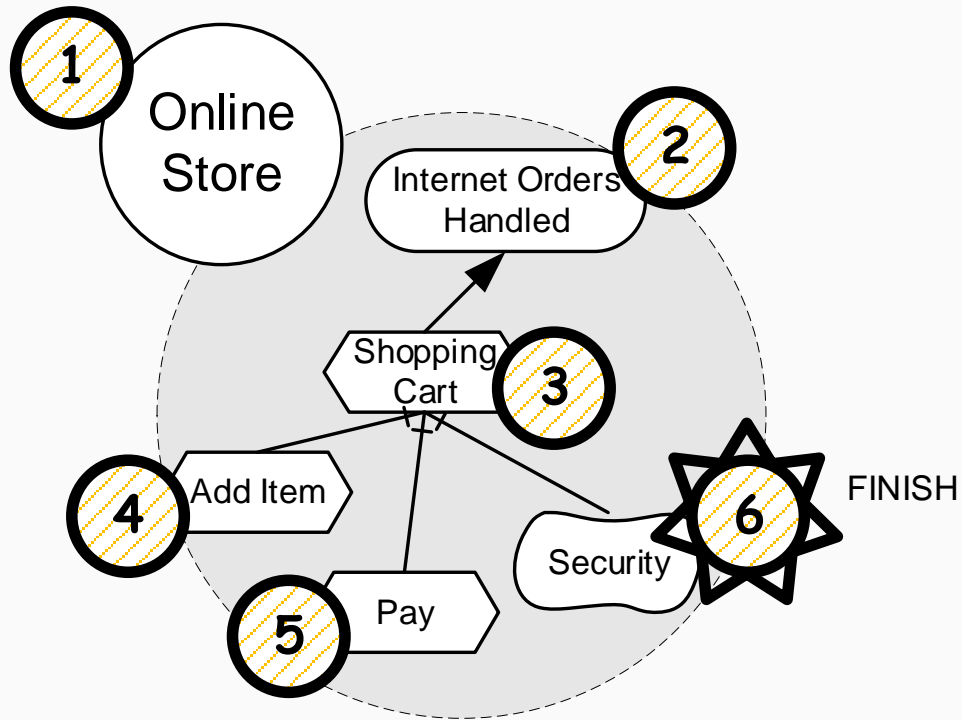 1
Online
Store
2
Internet Orders
Handled
Shopping
Cart
3
4
Add Item
FINISH
6
Security
5
Pay